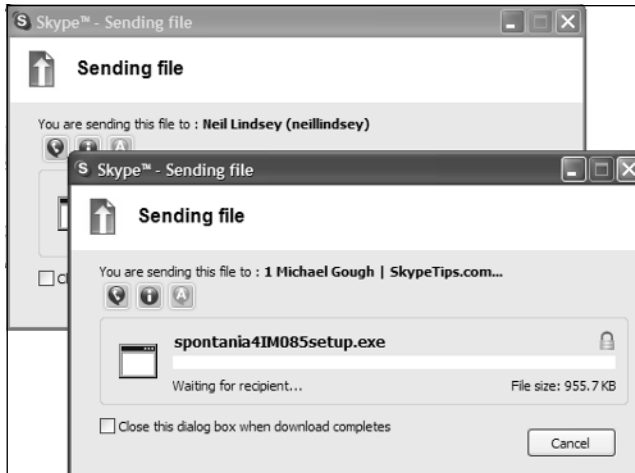 Skype™ - Sending file
Sending file
You are sending this file to : Neil Lindsey (neillindsey)
Skype™ - Sending file
Sending file
You are sending this file to : 1 Michael Gough | SkypeTips.com...
spontania4IM085setup.exe
Waiting for recipient... File size: 955.7 KB
Close this dialog box when download completes
Cancel